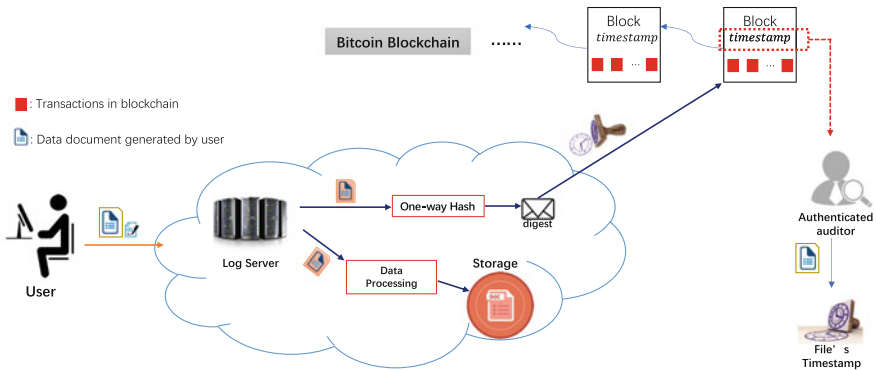 Bitcoin Blockchain
......
Block
timestamp
...
Block
timestamp
...
: Transactions in blockchain
: Data document generated by user
User
Log Server
One-way Hash
digest
Data
Processing
Storage
DOC
Authenticated
auditor
File's
Timestamp